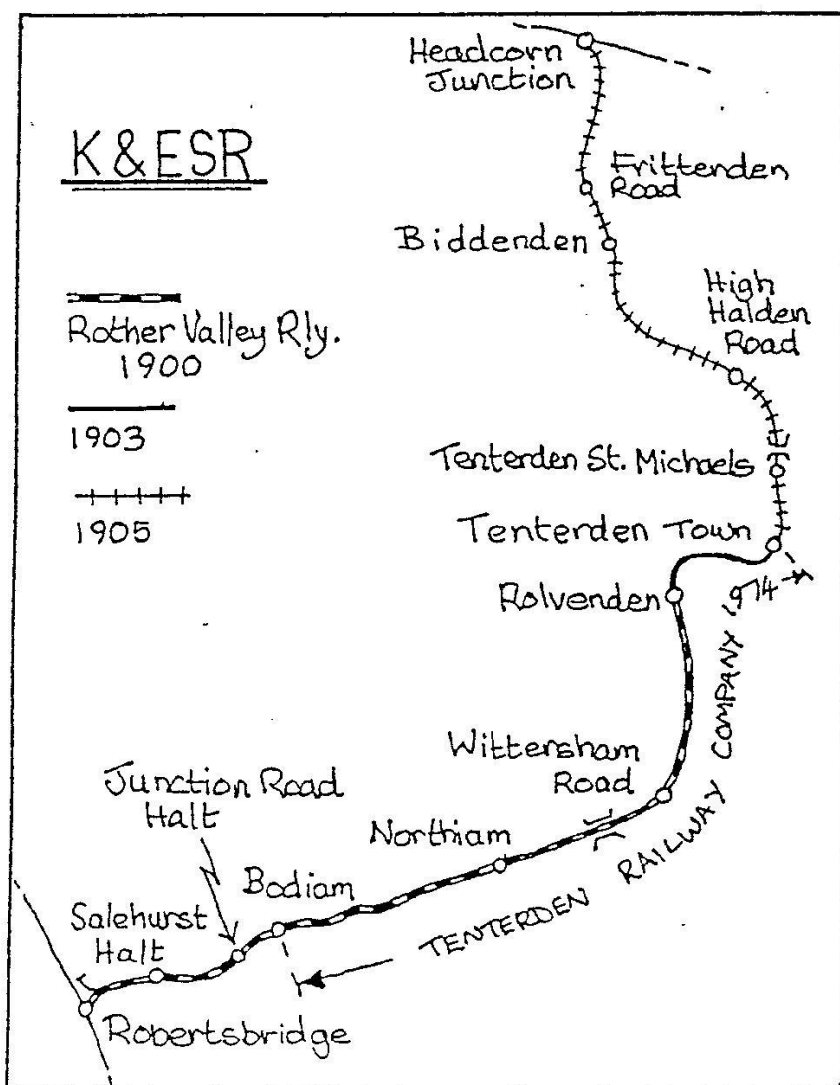 Headcorn
Junction
K&ESR
Frittenden
Road
Biddenden
High
Halden
Road
Rother Valley Rly.
1900
1903
Tenterden St. Michaels
1905
Tenterden Town
Rolvenden
TENTERDEN RAILWAY COMPANY 1974
Wittersham
Road
Junction Road
Halt
Northiam
Bodiam
Salehurst
Halt
Robertsbridge